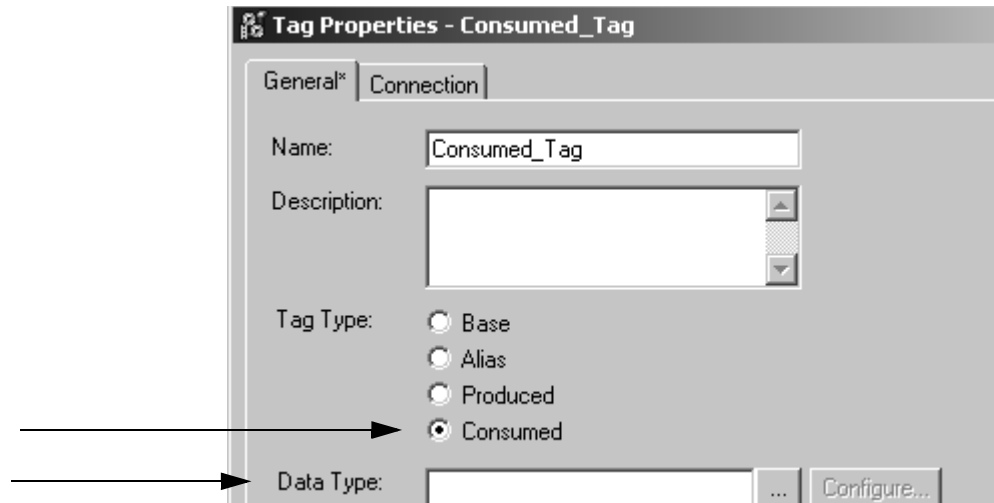 Tag Properties - Consumed_Tag
General* Connection
Name: Consumed_Tag
Description:
Tag Type: Base
Alias
Produced
Consumed
Data Type: ... Configure...